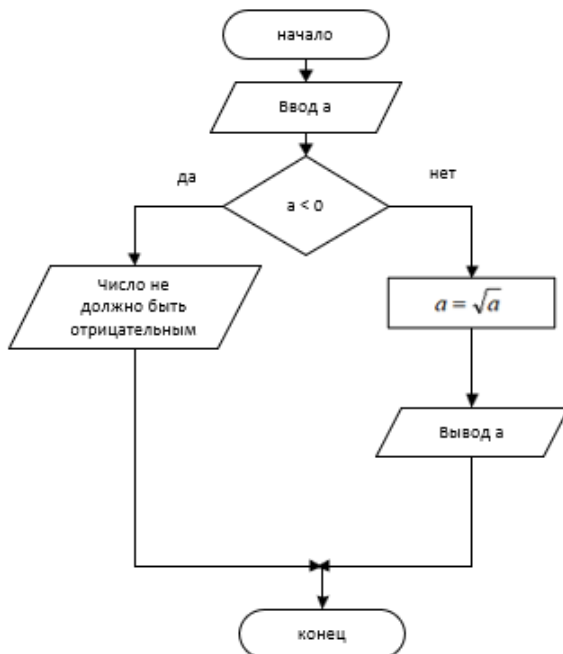 начало
Ввод a
да
нет
a < 0
Число не
должно быть
отрицательным
a = √a
Вывод a
конец